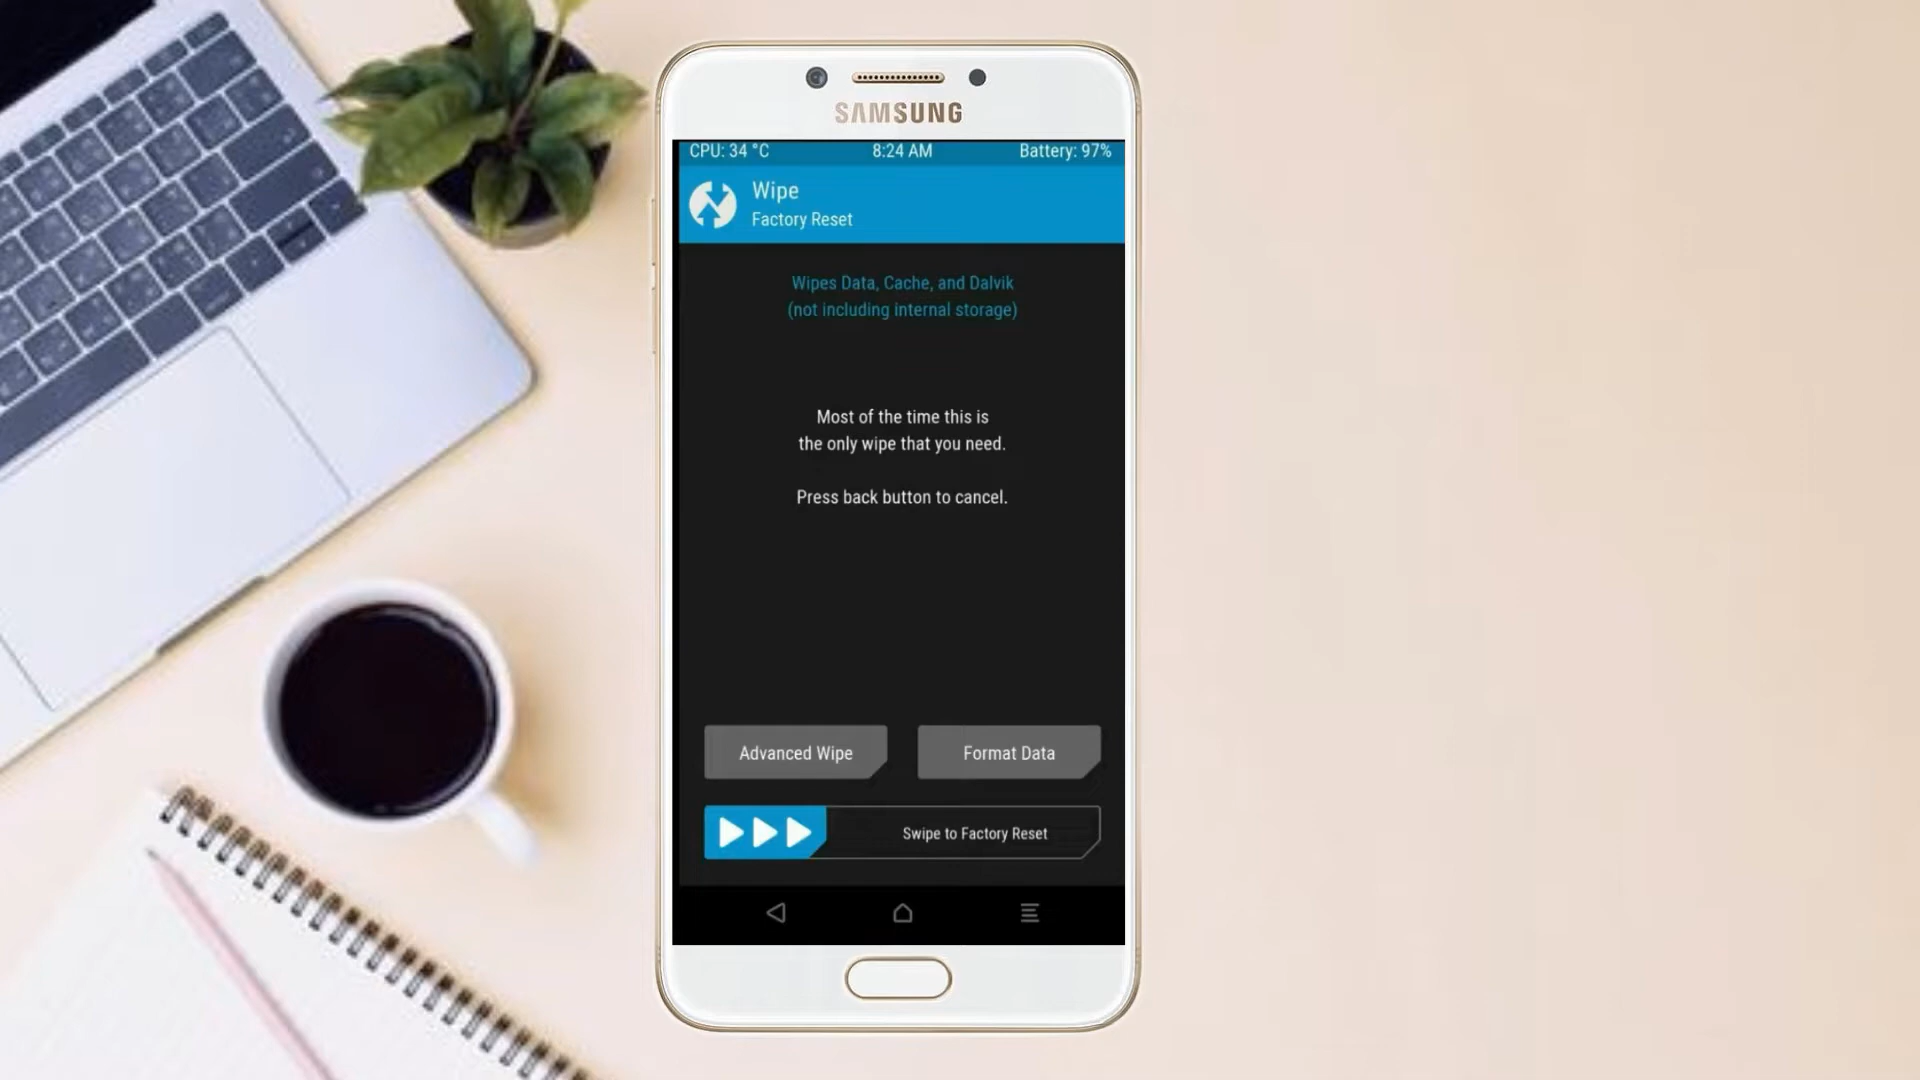 SAMSUNG
CPU: 34 °C 8:24 AM Battery: 97%
Wipe
Factory Reset
Wipes Data, Cache, and Dalvik
(not including internal storage)
Most of the time this is
the only wipe that you need.
Press back button to cancel.
Advanced Wipe Format Data
Swipe to Factory Reset